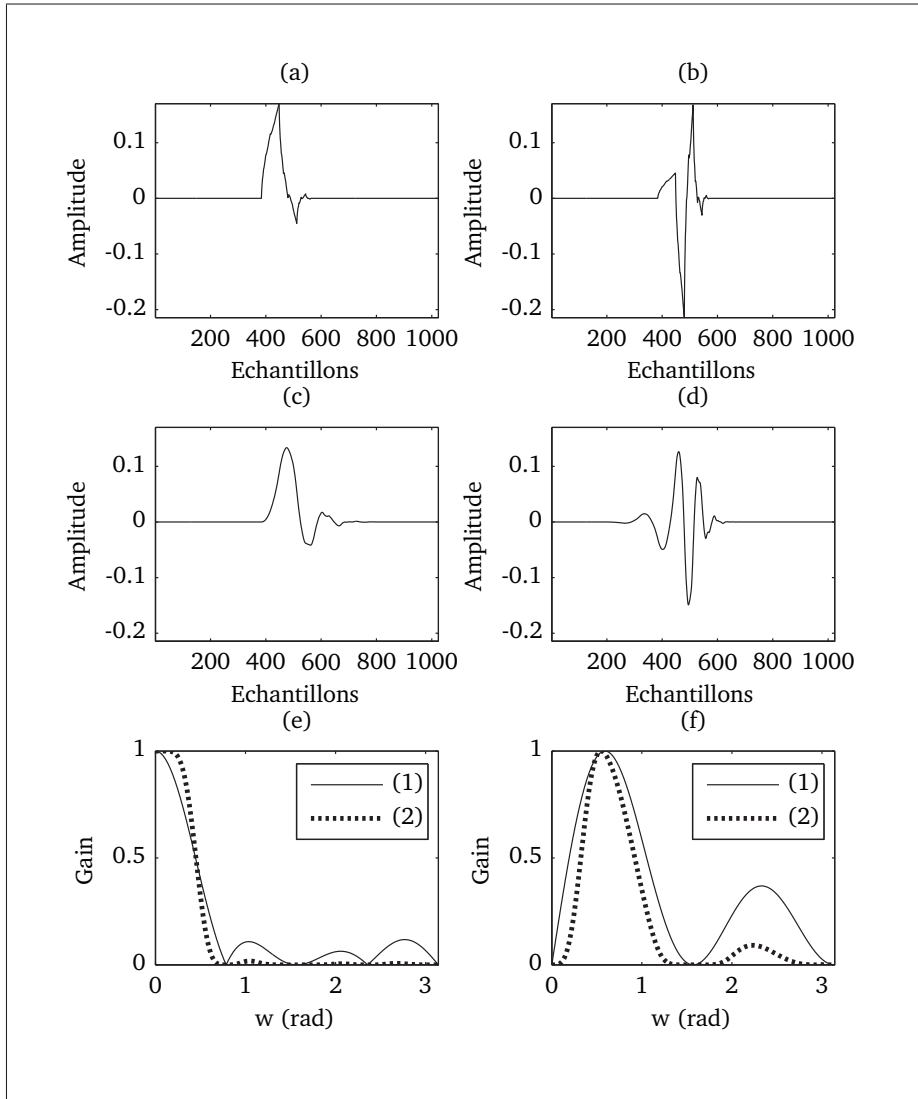 (a)
Amplitude
0.1
0
-0.1
-0.2
200 400 600 800 1000
Echantillons
(b)
Amplitude
0.1
0
-0.1
-0.2
200 400 600 800 1000
Echantillons
(c)
Amplitude
0.1
0
-0.1
-0.2
200 400 600 800 1000
Echantillons
(d)
Amplitude
0.1
0
-0.1
-0.2
200 400 600 800 1000
Echantillons
(e)
Gain
1
0.5
0
(1)
(2)
0 1 2 3
w (rad)
(f)
Gain
1
0.5
0
(1)
(2)
0 1 2 3
w (rad)